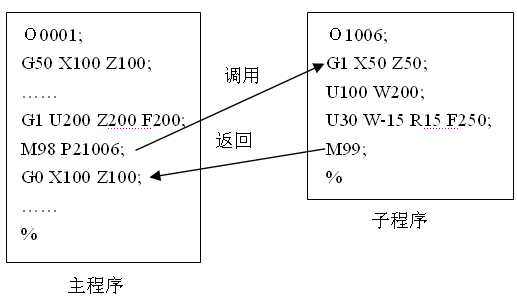 O0001;
G50 X100 Z100;
……
G1 U200 Z200 F200;
M98 P21006;
G0 X100 Z100;
……
%
主程序
调用
返回
O1006;
G1 X50 Z50;
U100 W200;
U30 W-15 R15 F250;
M99;
%
子程序